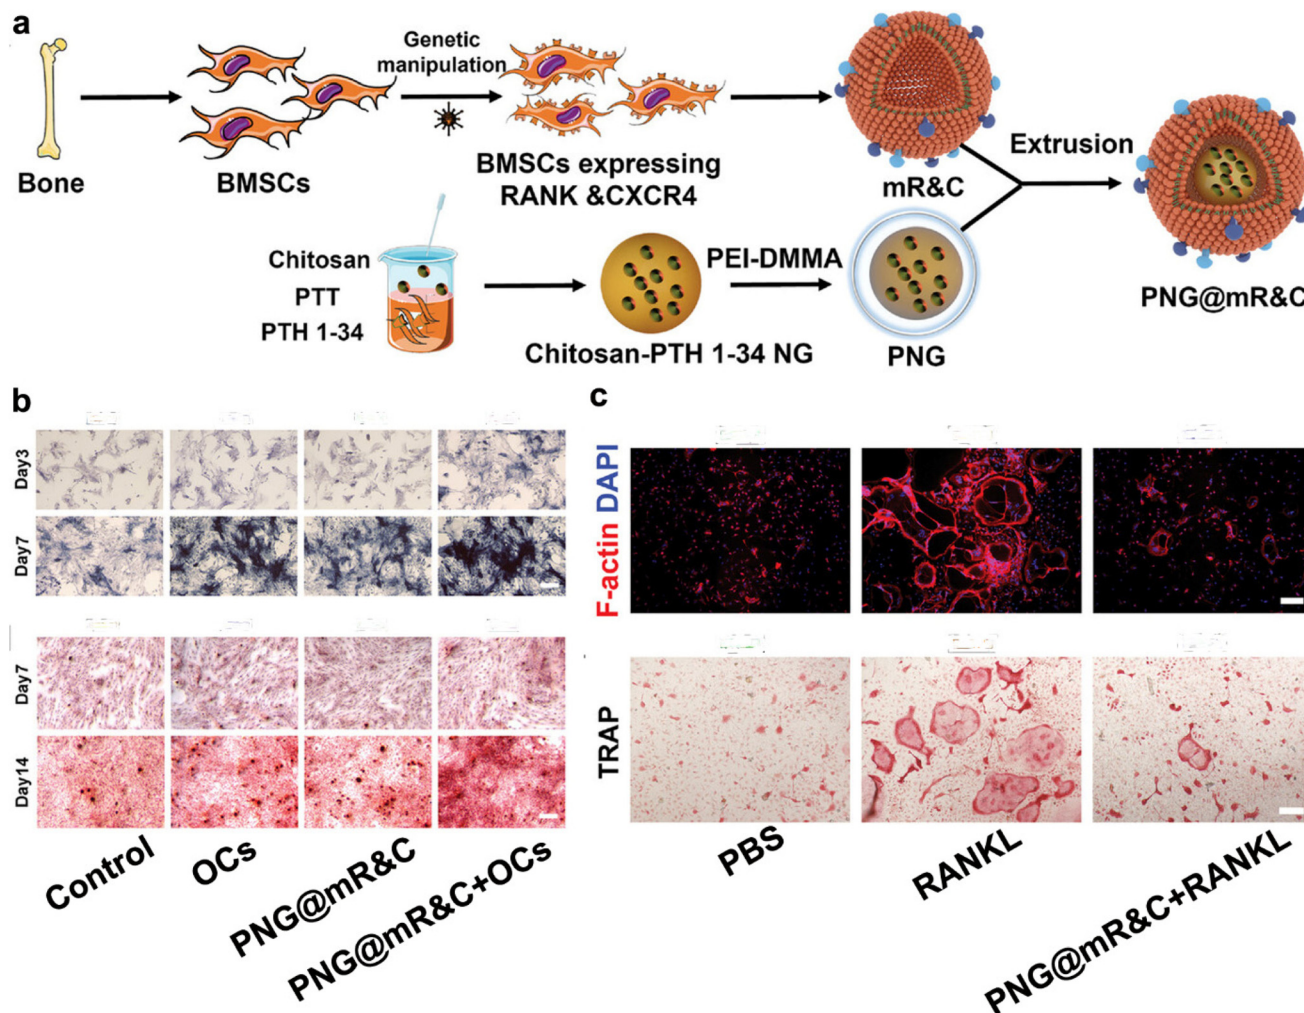 a
Genetic
manipulation
Bone
BMSCs
BMSCs expressing
RANK &CXCR4
mR&C
Extrusion
PNG@mR&C
Chitosan
PTT
PTH 1-34
Chitosan-PTH 1-34 NG
PEI-DMMA
PNG
b
Day3
Day7
Day7
Day14
Control
OCs
PNG@mR&C
PNG@mR&C+OCs
c
F-actin DAPI
TRAP
PBS
RANKL
PNG@mR&C+RANKL